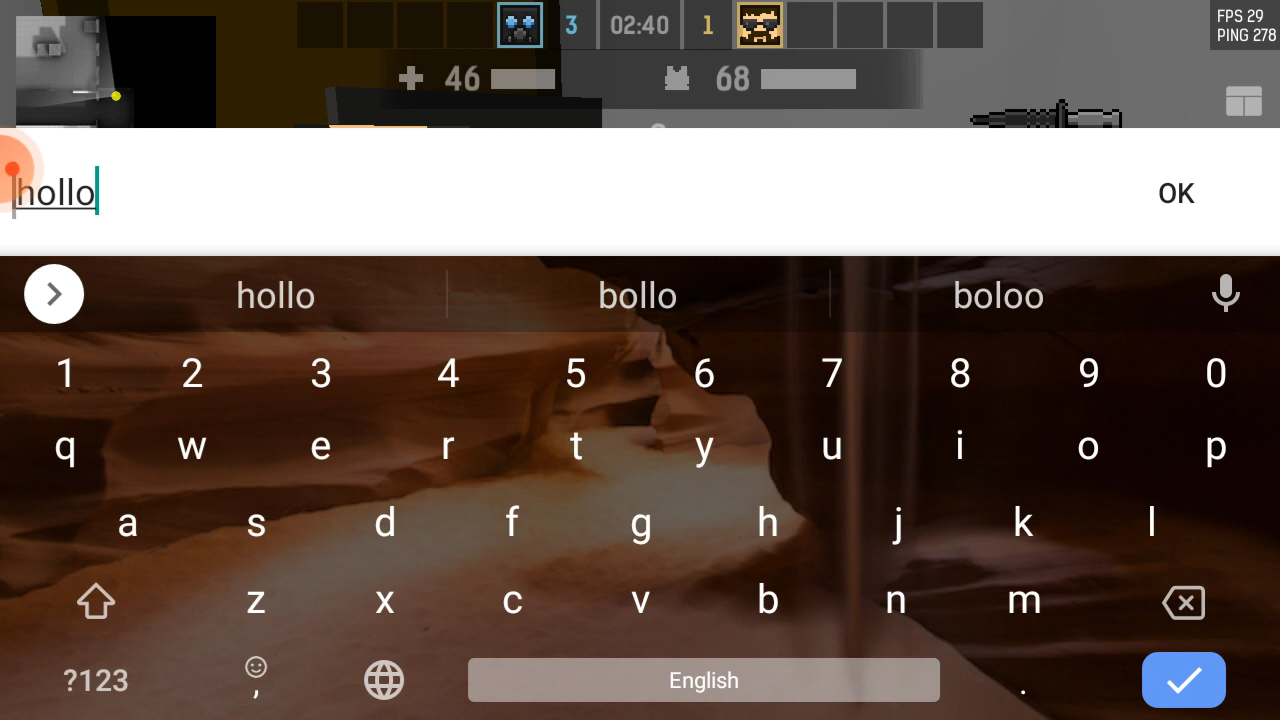 3 02:40 1
FPS 29
PING 278
46 68
hollo
OK
hollo bollo boloo
1 2 3 4 5 6 7 8 9 0
q w e r t y u i o p
a s d f g h j k l
z x c v b n m
?123 , English .